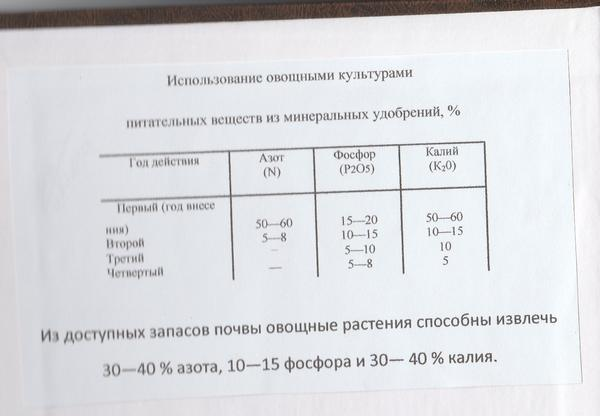 Использование овощными культурами
питательных веществ из минеральных удобрений, %
Год действия Азот (N) Фосфор (P2O5) Калий (K20)
Первый (год внесе
ния) 50—60 15—20 50—60
Второй 5—8 10—15 10—15
Третий – 5—10 10
Четвертый — 5—8 5
Из доступных запасов почвы овощные растения способны извлечь
30—40 % азота, 10—15 фосфора и 30— 40 % калия.